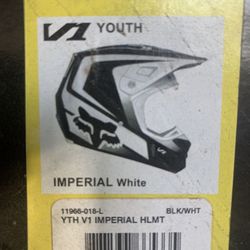 V1 YOUTH
IMPERIAL White
11966-018-L BLK/WHT
YTH V1 IMPERIAL HLMT